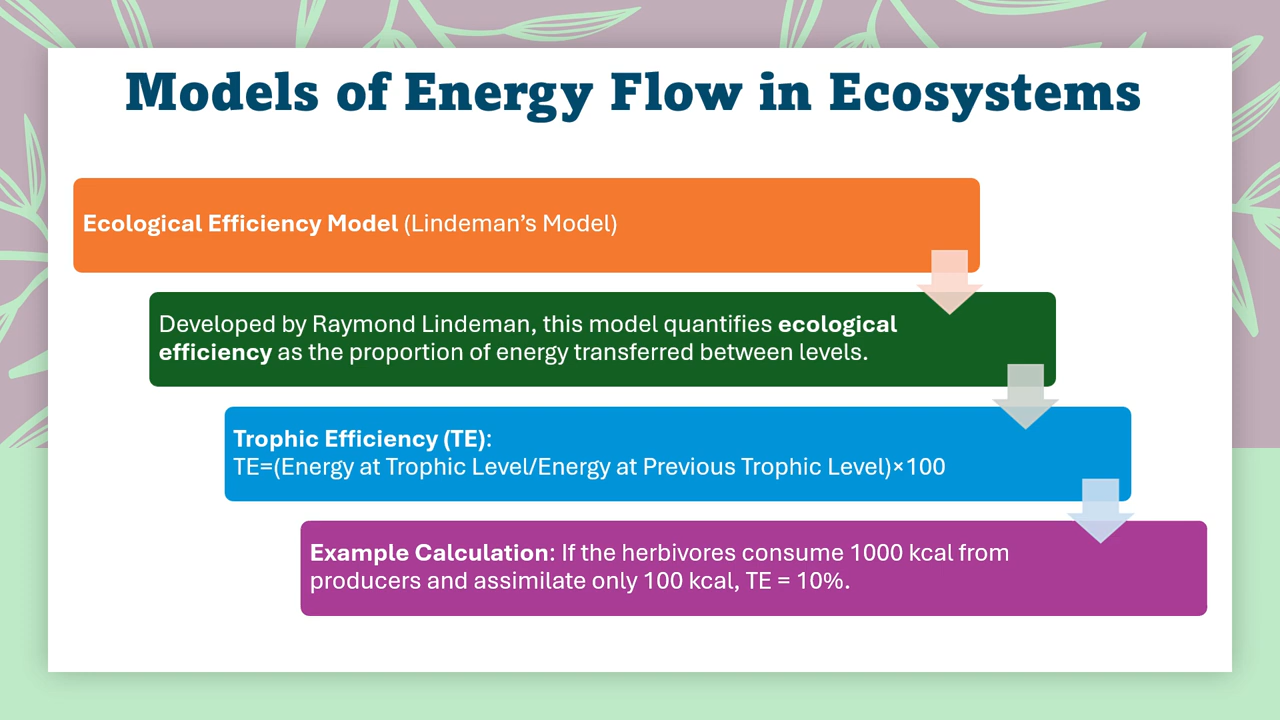 Models of Energy Flow in Ecosystems
Ecological Efficiency Model (Lindeman’s Model)
Developed by Raymond Lindeman, this model quantifies ecological
efficiency as the proportion of energy transferred between levels.
Trophic Efficiency (TE):
TE=(Energy at Trophic Level/Energy at Previous Trophic Level)×100
Example Calculation: If the herbivores consume 1000 kcal from
producers and assimilate only 100 kcal, TE = 10%.